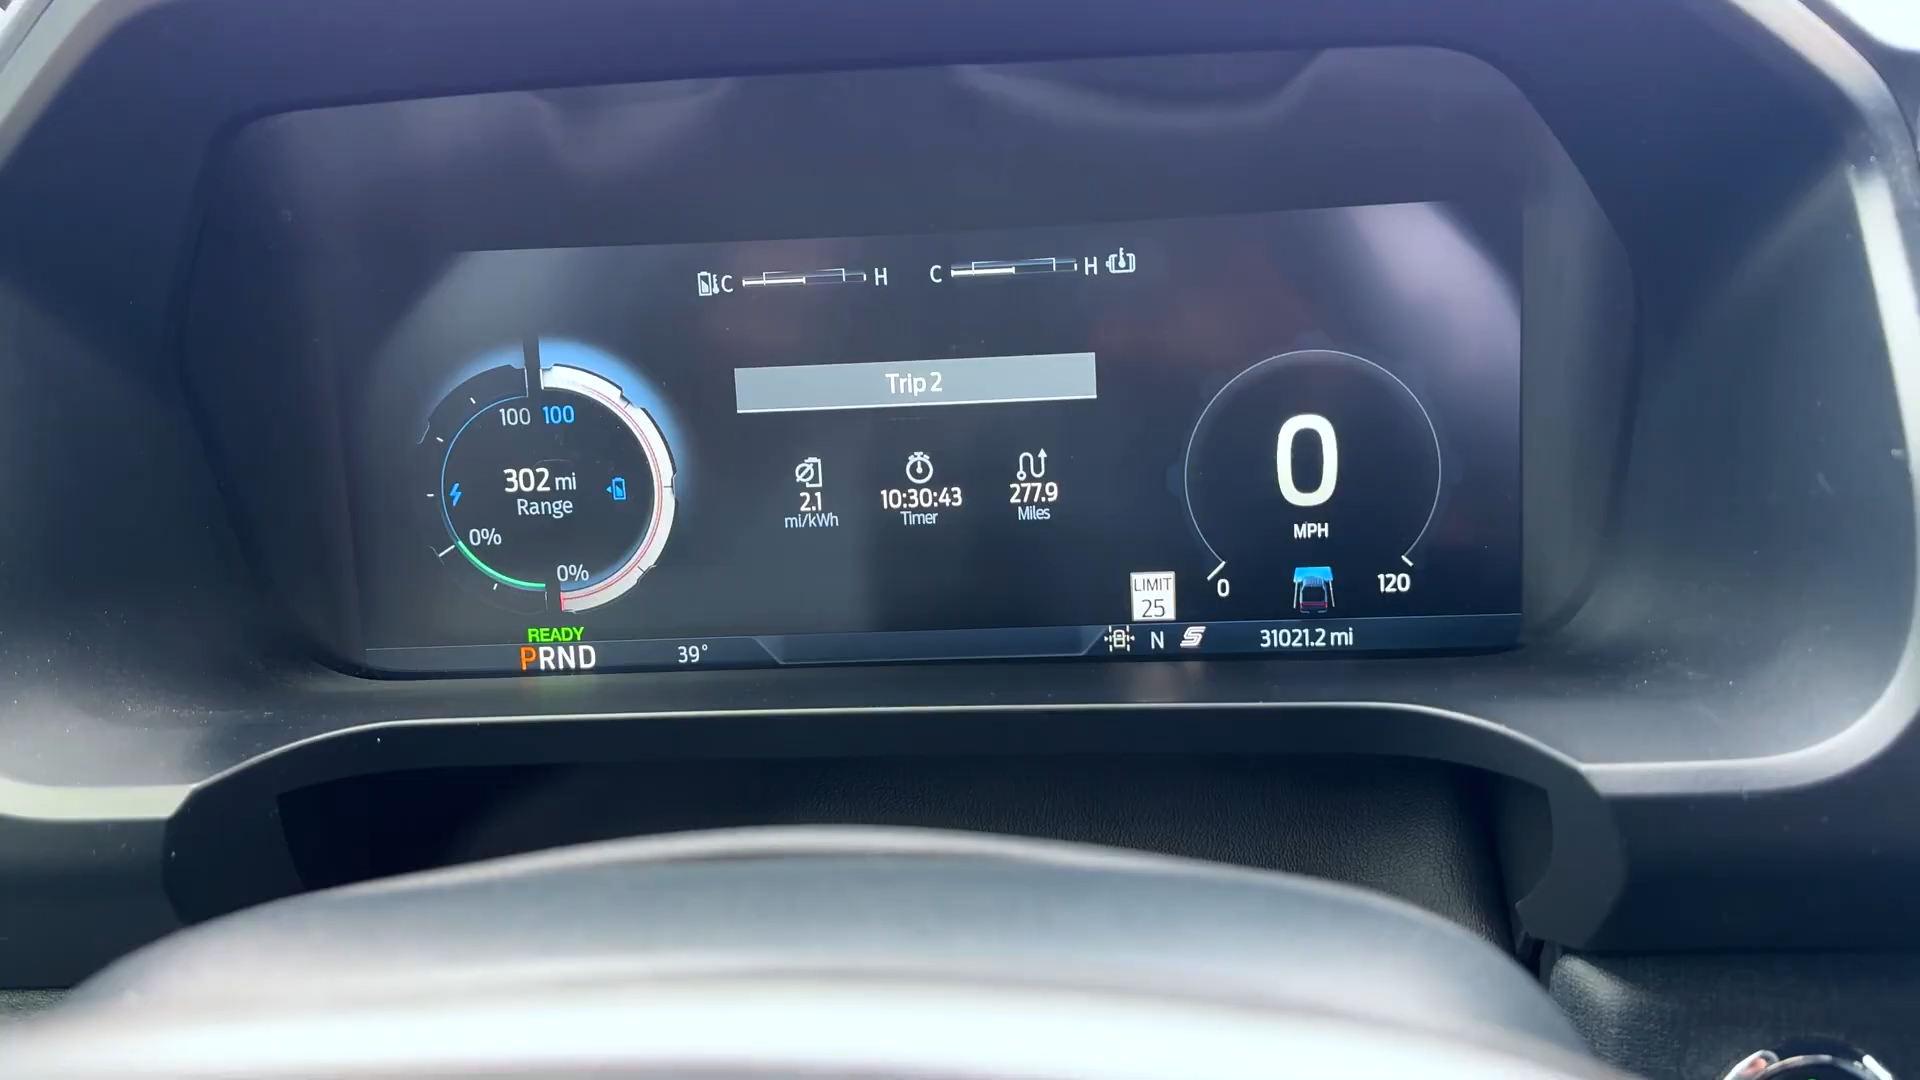 C H C H
Trip 2
100 100
302 mi
Range
0%
0%
2.1
mi/kWh
10:30:43
Timer
277.9
Miles
0
MPH
0
120
LIMIT
25
READY
PRND
39°
N
31021.2 mi